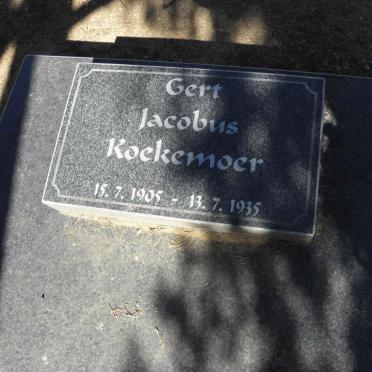 Gert
Jacobus
Koekemoer
15. 7. 1905 - 13. 7. 1935